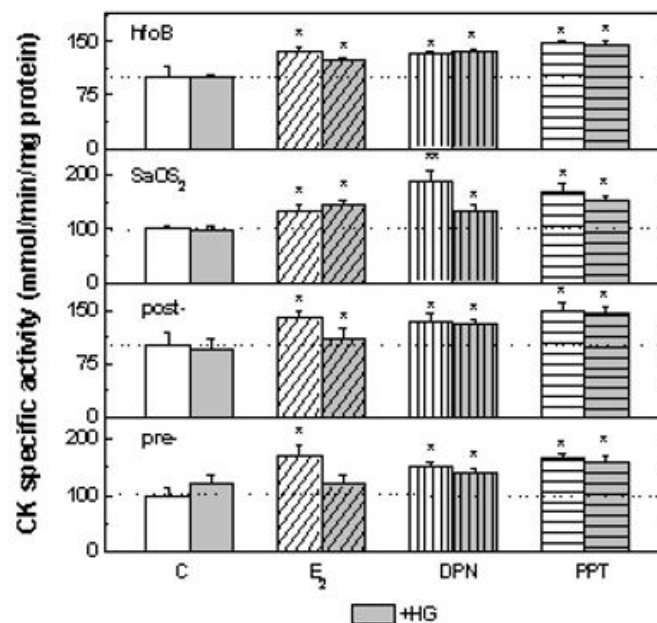 CK specific activity (mmol/min/mg protein)
HfoB
150
75
0
* * * * * *
SaOS₂
200
100
0
* * ** * * *
post-
150
75
0
* * * * * *
pre-
200
100
0
* * * * *
C E₂ DPN PPT
+HG